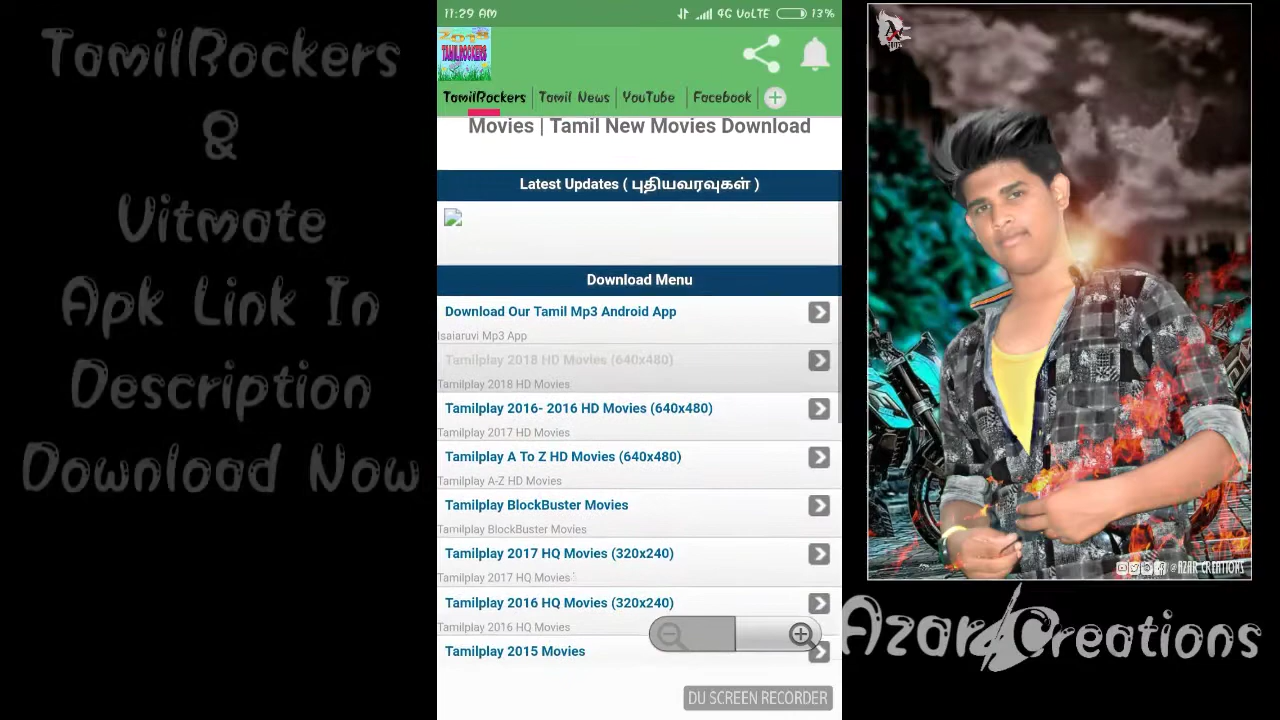 TamilRockers
&
Vitmate
Apk Link In
Description
Download Now
11:29 AM
4G VoLTE
13%
2019
TAMILROCKERS
TamilRockers
Tamil News
YouTube
Facebook
Movies | Tamil New Movies Download
Latest Updates ( புதியவரவுகள் )
Download Menu
Download Our Tamil Mp3 Android App
Isaiaruvi Mp3 App
Tamilplay 2018 HD Movies (640x480)
Tamilplay 2018 HD Movies
Tamilplay 2016- 2016 HD Movies (640x480)
Tamilplay 2017 HD Movies
Tamilplay A To Z HD Movies (640x480)
Tamilplay A-Z HD Movies
Tamilplay BlockBuster Movies
Tamilplay BlockBuster Movies
Tamilplay 2017 HQ Movies (320x240)
Tamilplay 2017 HQ Movies
Tamilplay 2016 HQ Movies (320x240)
Tamilplay 2016 HQ Movies
Tamilplay 2015 Movies
DU SCREEN RECORDER
@AZAR CREATIONS
Azar Creations